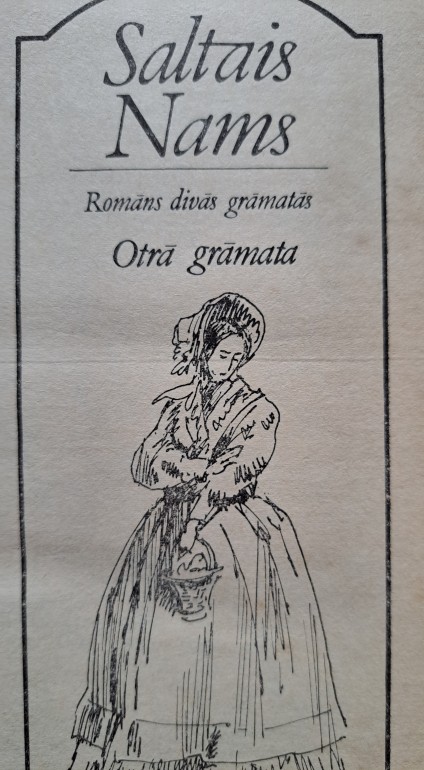 Saltais
Nams
Romāns divās grāmatās
Otrā grāmata